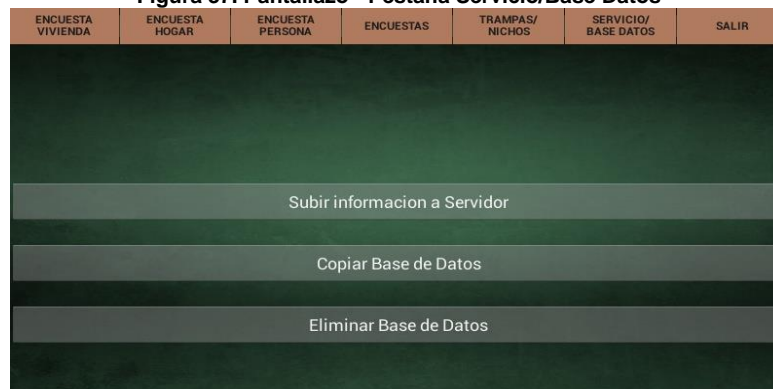 ENCUESTA VIVIENDA
ENCUESTA HOGAR
ENCUESTA PERSONA
ENCUESTAS
TRAMPAS/ NICHOS
SERVICIO/ BASE DATOS
SALIR
Subir informacion a Servidor
Copiar Base de Datos
Eliminar Base de Datos